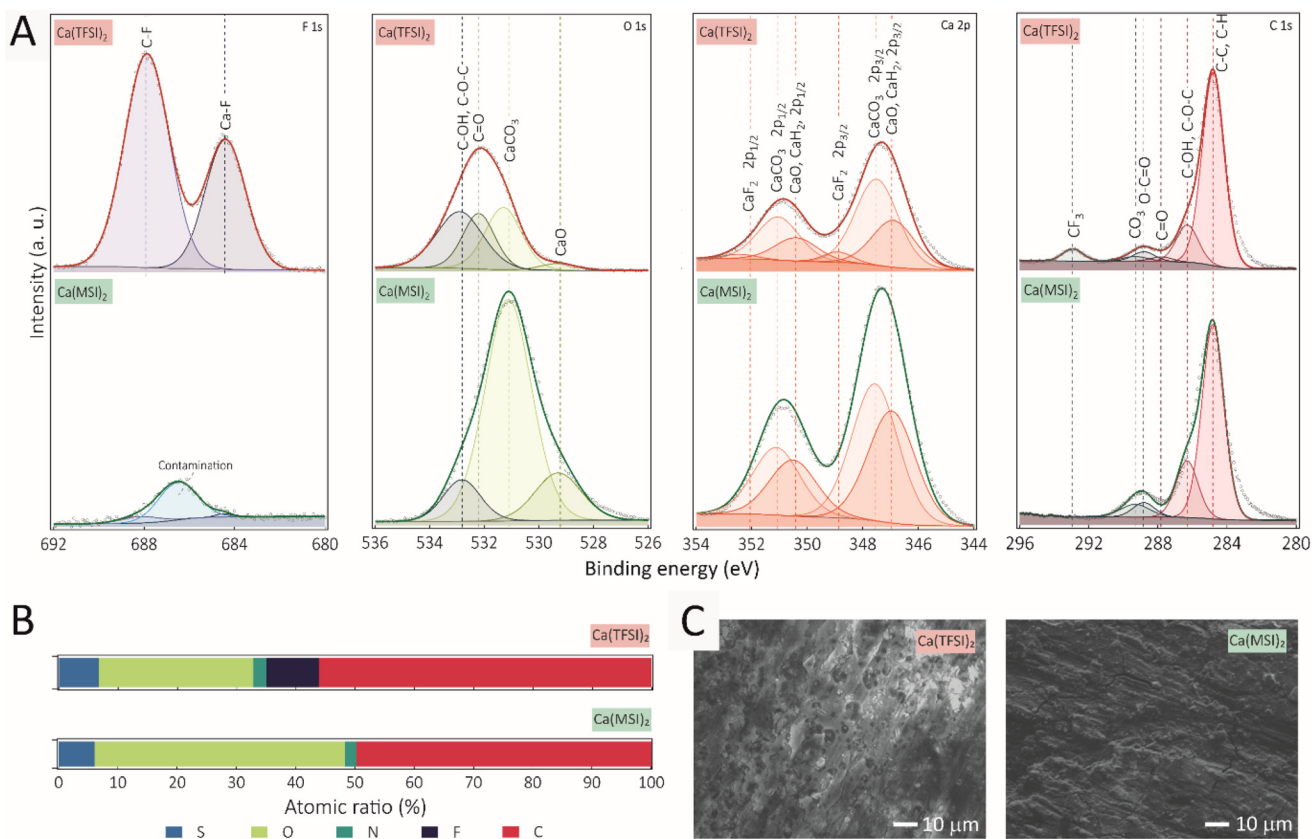 A
Ca(TFSI)₂
F 1s
C-F
Ca-F
Ca(MSI)₂
Contamination
692 688 684 680
Ca(TFSI)₂
O 1s
C-OH, C-O-C
C=O
CaCO₃
CaO
Ca(MSI)₂
536 534 532 530 528 526
Ca(TFSI)₂
Ca 2p
CaF₂ 2p₁/₂
CaCO₃ 2p₁/₂
CaO, CaH₂, 2p₁/₂
CaF₂ 2p₃/₂
CaCO₃ 2p₃/₂
CaO, CaH₂, 2p₃/₂
Ca(MSI)₂
354 352 350 348 346 344
Ca(TFSI)₂
C 1s
CF₃
CO₃
O-C=O
C=O
C-OH, C-O-C
C-C, C-H
Ca(MSI)₂
296 292 288 284 280
Intensity (a. u.)
Binding energy (eV)
B
Ca(TFSI)₂
Ca(MSI)₂
0 10 20 30 40 50 60 70 80 90 100
Atomic ratio (%)
S O N F C
C
Ca(TFSI)₂
10 µm
Ca(MSI)₂
10 µm